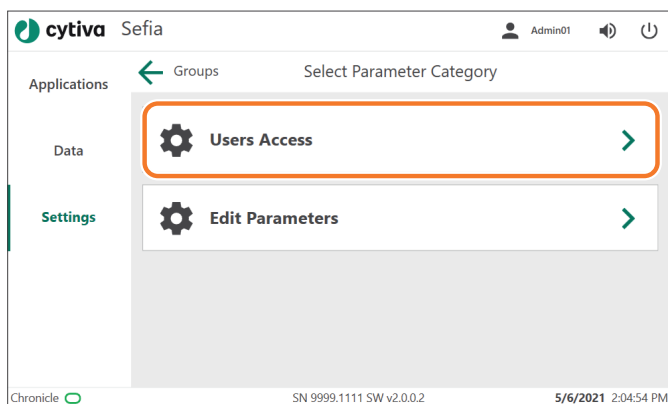 cytiva Sefia Admin01
Applications
Groups Select Parameter Category
Users Access
Data
Settings
Edit Parameters
Chronicle SN 9999.1111 SW v2.0.0.2 5/6/2021 2:04:54 PM